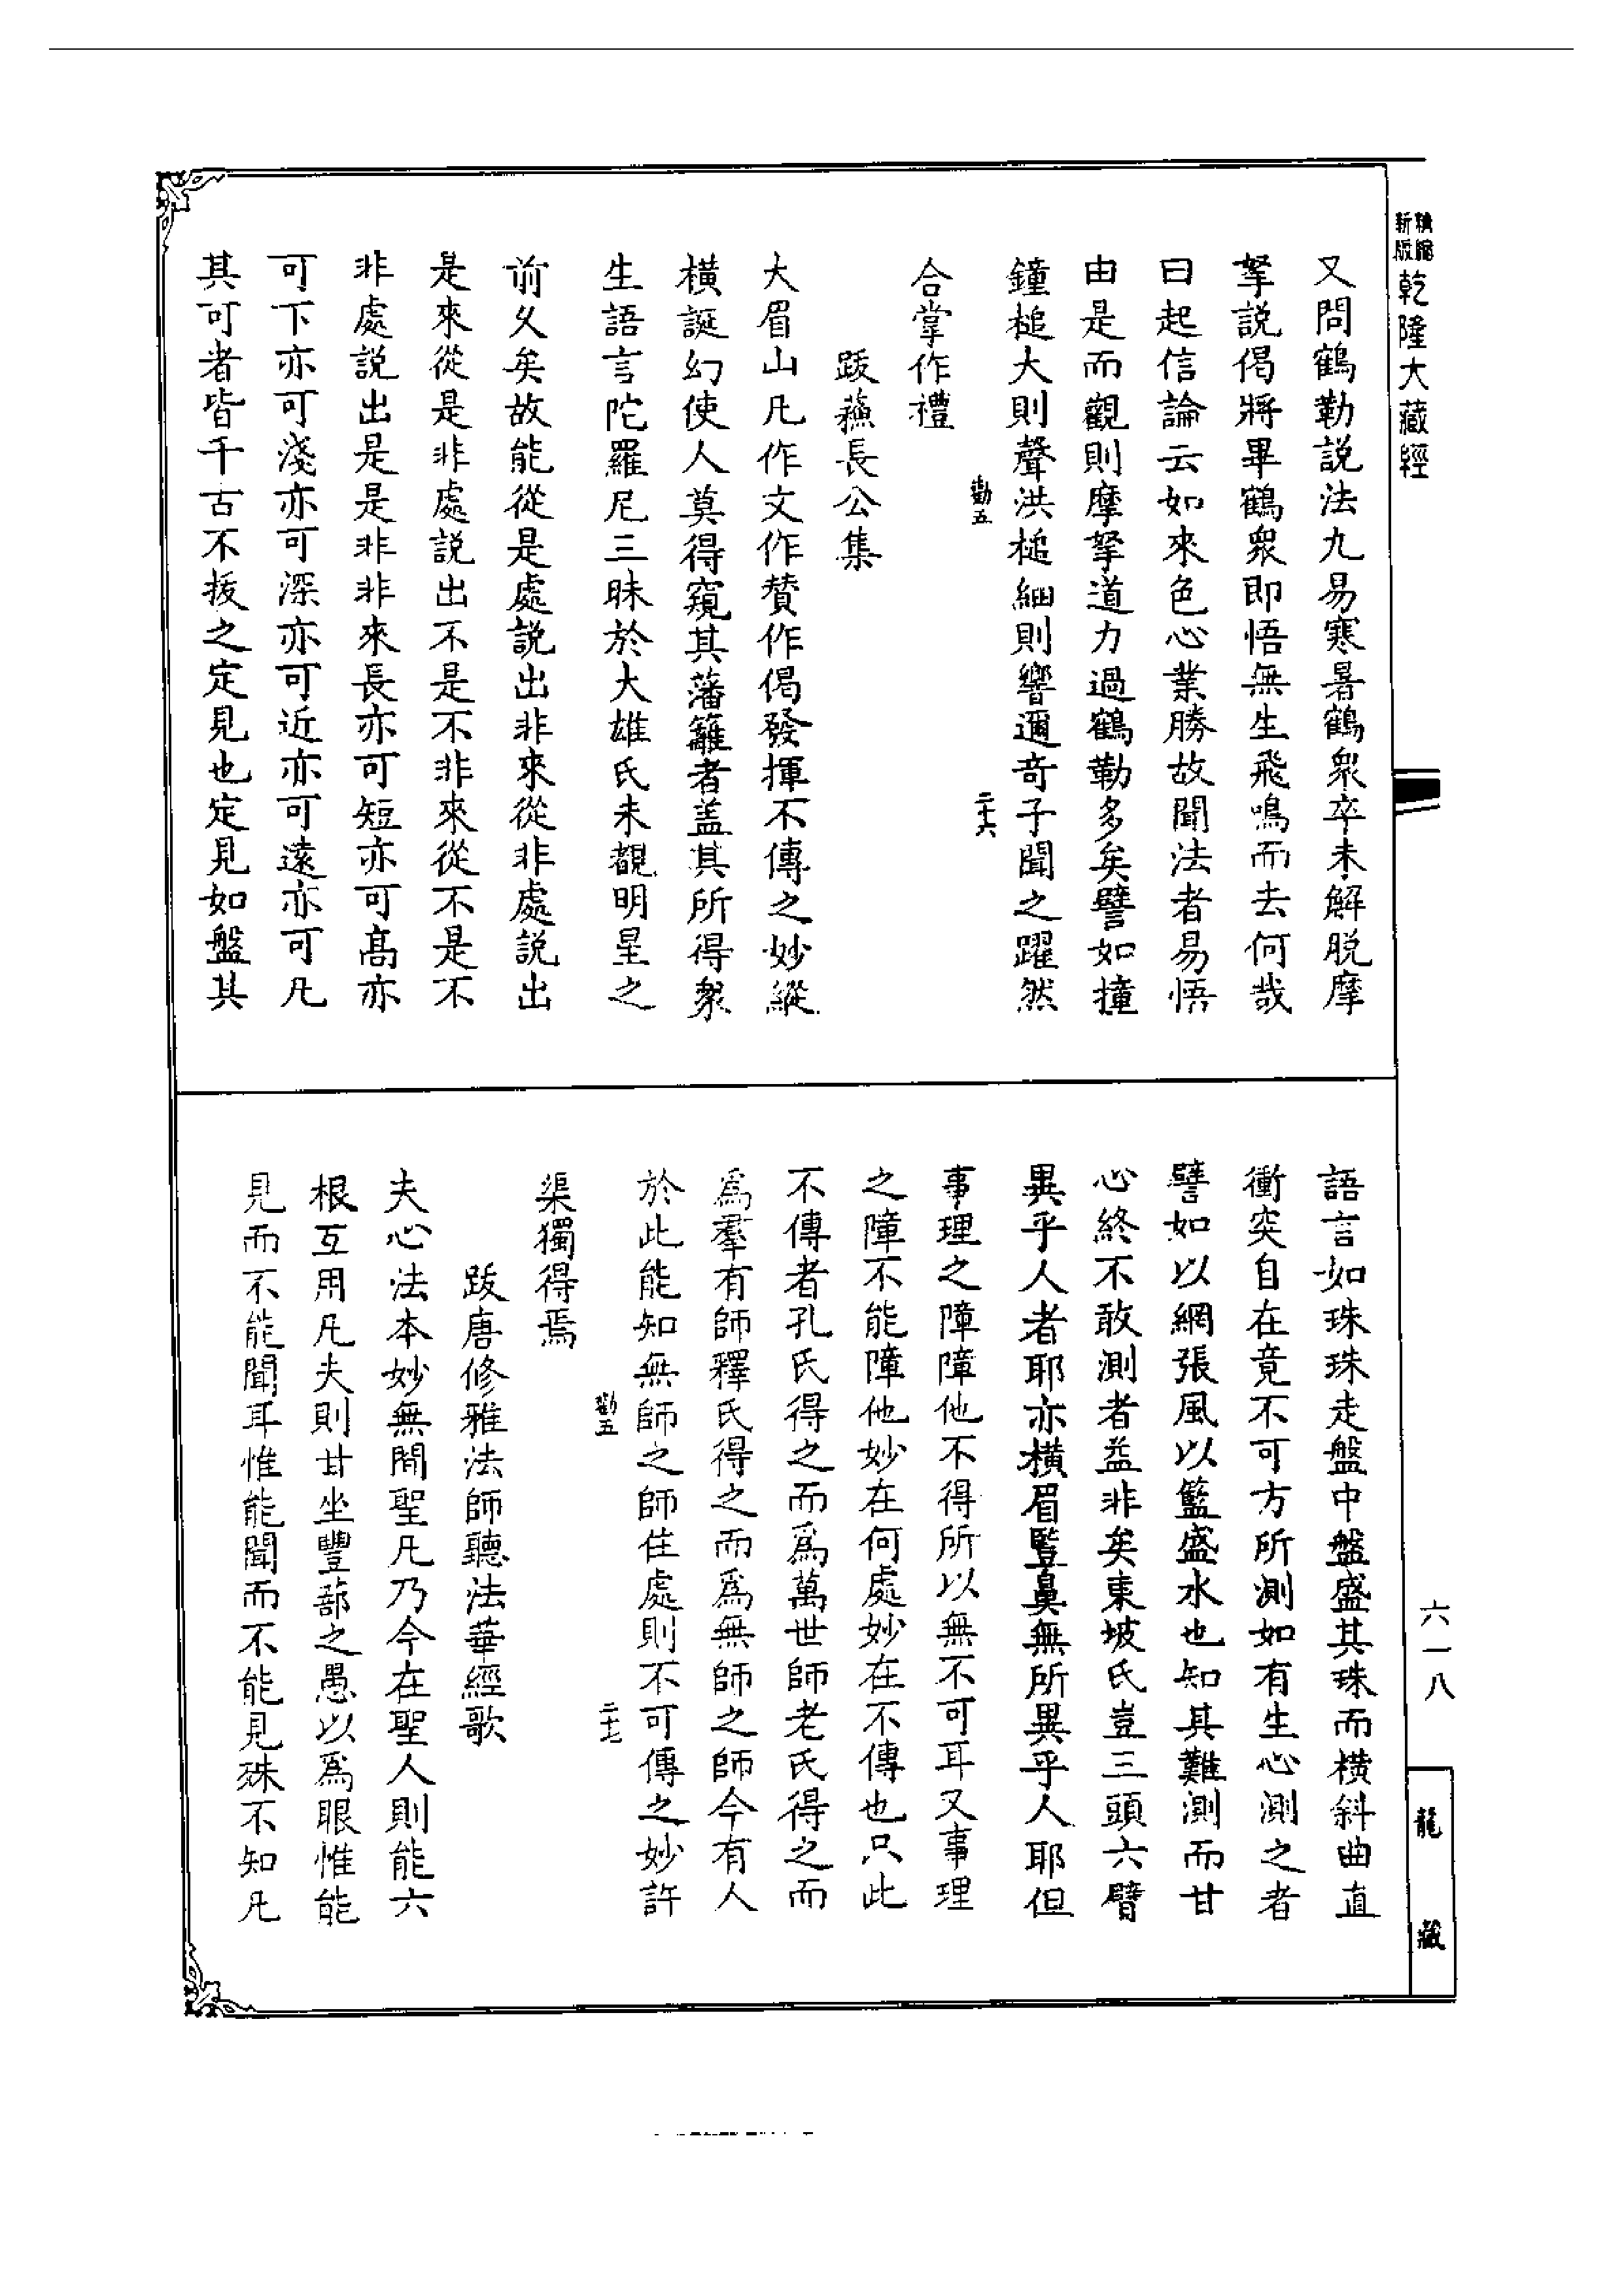 新版精縮乾隆大藏經
又問鶴勒説法九易寒暑鶴衆卒未解脱摩
拏説偈將畢鶴衆即悟無生飛鳴而去何哉
曰起信論云如來色心業勝故聞法者易悟
由是而觀則摩拏道力過鶴勒多矣譬如撞
鐘槌大則聲洪槌細則響邇奇子聞之躍然
勸五 二十六
合掌作禮
跋蘓長公集
大眉山凡作文作賛作偈發揮不傳之妙縱
橫誕幻使人莫得窺其藩籬者盖其所得衆
生語言陀羅尼三昧於大雄氏未覩明星之
前乆矣故能從是處説出非來從非處説出
是來從是非處説出不是不非來從不是不
非處説出是是非非來長亦可短亦可髙亦
可下亦可淺亦可深亦可近亦可遠亦可凡
其可者皆千古不拔之定見也定見如盤其
語言如珠珠走盤中盤盛其珠而横斜曲直
衝突自在竟不可方所測如有生心測之者
譬如以網張風以籃盛水也知其難測而甘
心終不敢測者益非矣東坡氏豈三頭六臂
異乎人者耶亦横眉豎鼻無所異乎人耶但
事理之障障他不得所以無不可耳又事理
之障不能障他妙在何處妙在不傳也只此
不傳者孔氏得之而爲萬世師老氏得之而
爲羣有師釋氏得之而爲無師之師今有人
於此能知無師之師住處則不可傳之妙許
勸五 二十七
渠獨得焉
跋唐修雅法師聽法華經歌
夫心法本妙無間聖凡乃今在聖人則能六
根互用凡夫則甘坐豐蔀之愚以爲眼惟能
見而不能聞耳惟能聞而不能見殊不知凡
六一八
龍藏